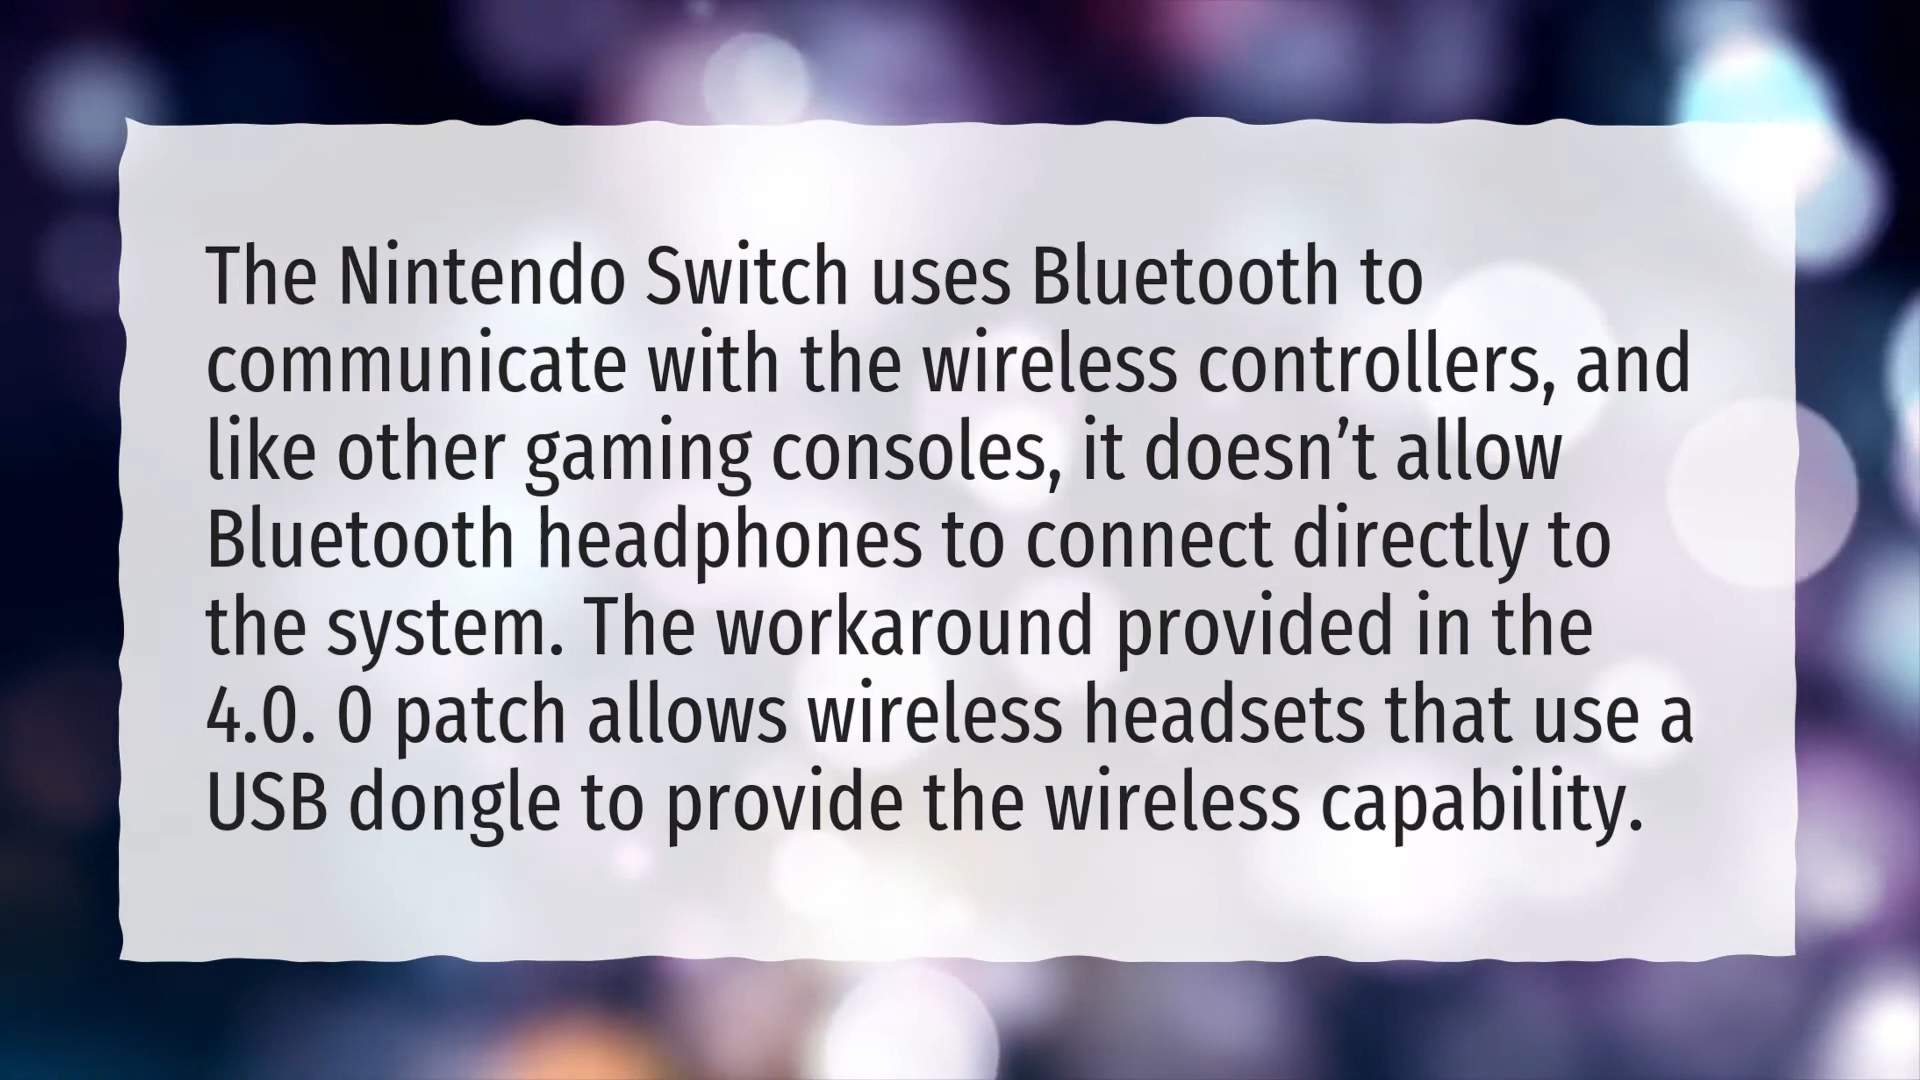 The Nintendo Switch uses Bluetooth to
communicate with the wireless controllers, and
like other gaming consoles, it doesn’t allow
Bluetooth headphones to connect directly to
the system. The workaround provided in the
4.0. 0 patch allows wireless headsets that use a
USB dongle to provide the wireless capability.